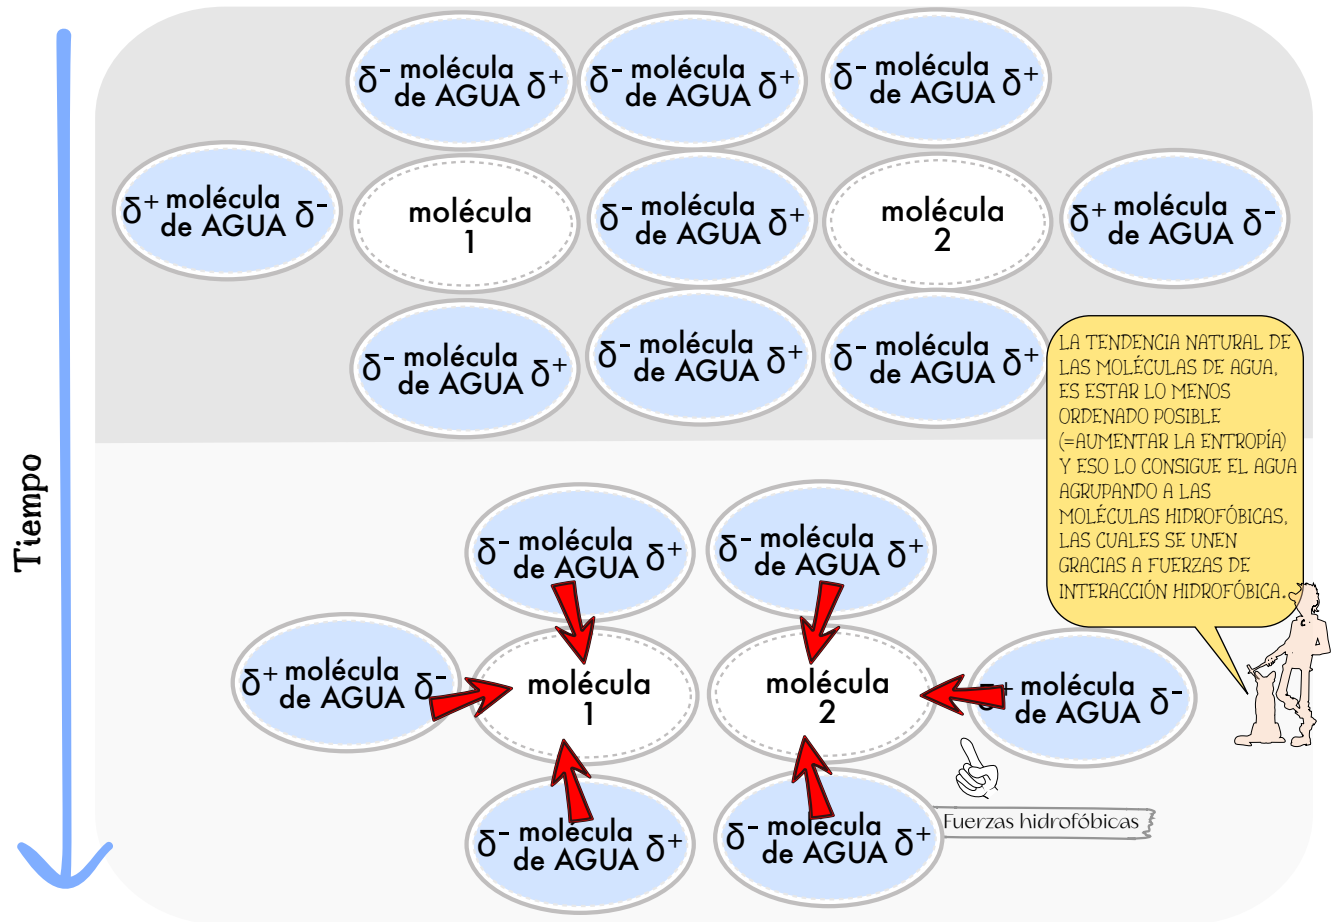 δ⁻ molécula δ⁺
de AGUA
δ⁻ molécula δ⁺
de AGUA
δ⁻ molécula δ⁺
de AGUA
δ⁺ molécula δ⁻
de AGUA
molécula
1
δ⁻ molécula δ⁺
de AGUA
molécula
2
δ⁺ molécula δ⁻
de AGUA
δ⁻ molécula δ⁺
de AGUA
δ⁻ molécula δ⁺
de AGUA
δ⁻ molécula δ⁺
de AGUA
LA TENDENCIA NATURAL DE
LAS MOLÉCULAS DE AGUA,
ES ESTAR LO MENOS
ORDENADO POSIBLE
(=AUMENTAR LA ENTROPÍA)
Y ESO LO CONSIGUE EL AGUA
AGRUPANDO A LAS
MOLÉCULAS HIDROFÓBICAS,
LAS CUALES SE UNEN
GRACIAS A FUERZAS DE
INTERACCIÓN HIDROFÓBICA.
Tiempo
δ⁻ molécula δ⁺
de AGUA
δ⁻ molécula δ⁺
de AGUA
δ⁺ molécula δ⁻
de AGUA
molécula
1
molécula
2
δ⁺ molécula δ⁻
de AGUA
δ⁻ molécula δ⁺
de AGUA
δ⁻ molécula δ⁺
de AGUA
Fuerzas hidrofóbicas